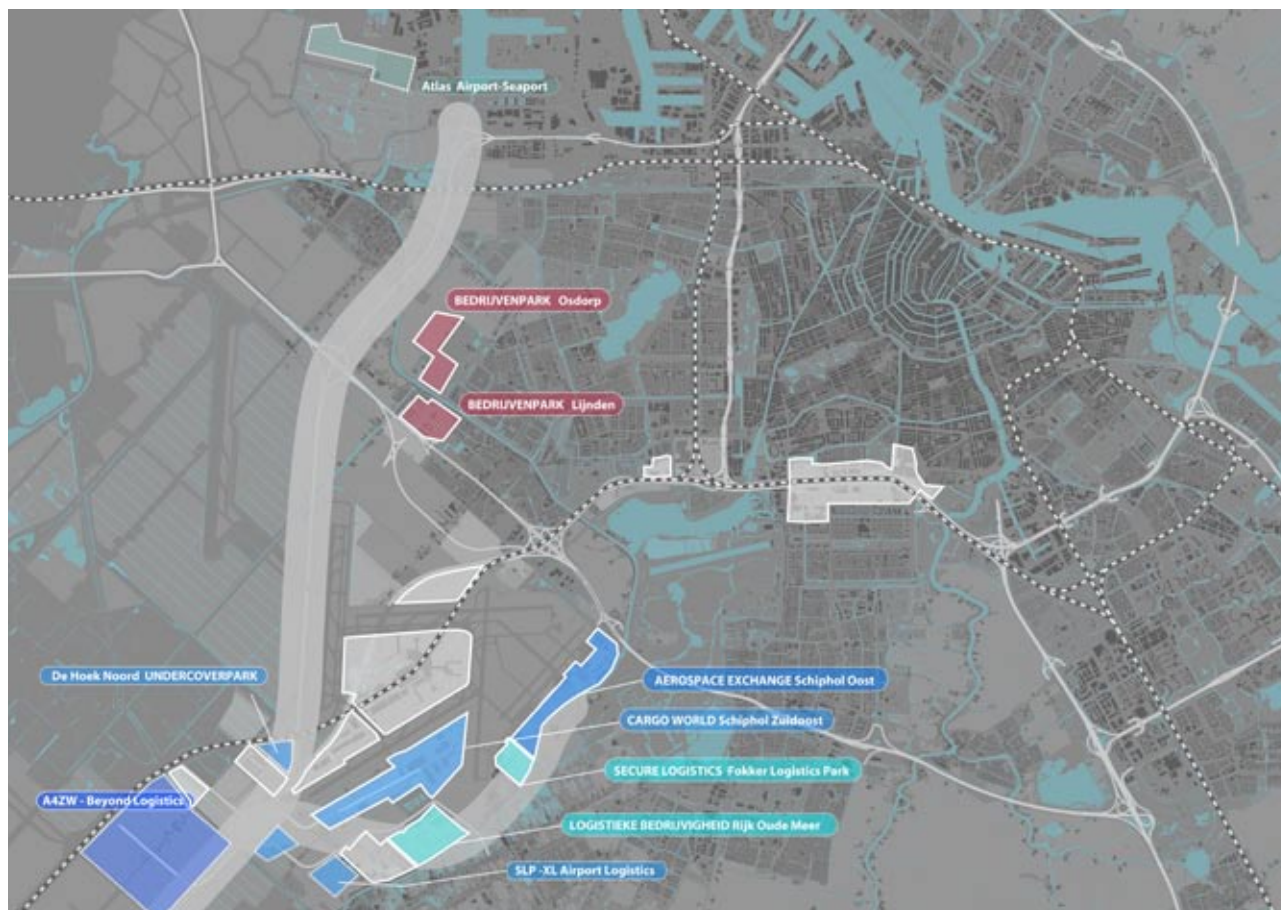 Atlas Airport-Seaport
BEDRIJVENPARK Osdorp
BEDRIJVENPARK Lijnden
De Hoek Noord UNDERCOVERPARK
AEROSPACE EXCHANGE Schiphol Oost
CARGO WORLD Schiphol Zuidoost
SECURE LOGISTICS Fokker Logistics Park
A4ZW - Beyond Logistics
LOGISTIEKE BEDRIJVIGHEID Rijk Oude Meer
SLP -XL Airport Logistics